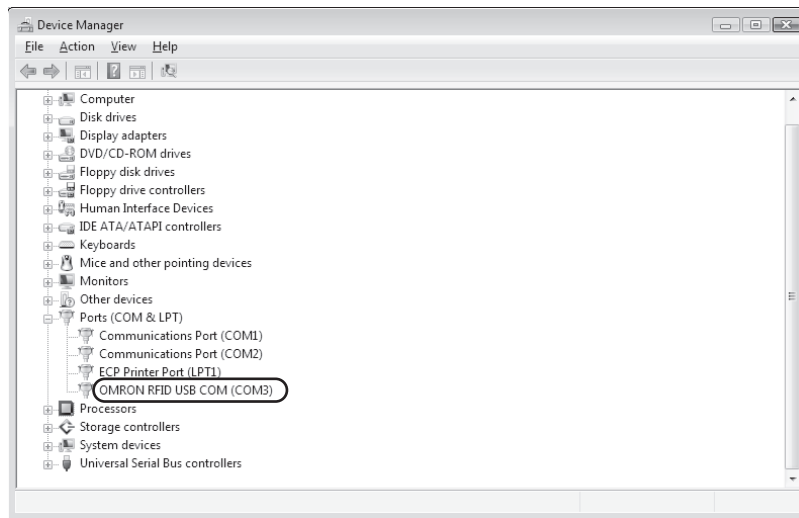 Device Manager
File Action View Help
Computer
Disk drives
Display adapters
DVD/CD-ROM drives
Floppy disk drives
Floppy drive controllers
Human Interface Devices
IDE ATA/ATAPI controllers
Keyboards
Mice and other pointing devices
Monitors
Other devices
Ports (COM & LPT)
Communications Port (COM1)
Communications Port (COM2)
ECP Printer Port (LPT1)
OMRON RFID USB COM (COM3)
Processors
Storage controllers
System devices
Universal Serial Bus controllers